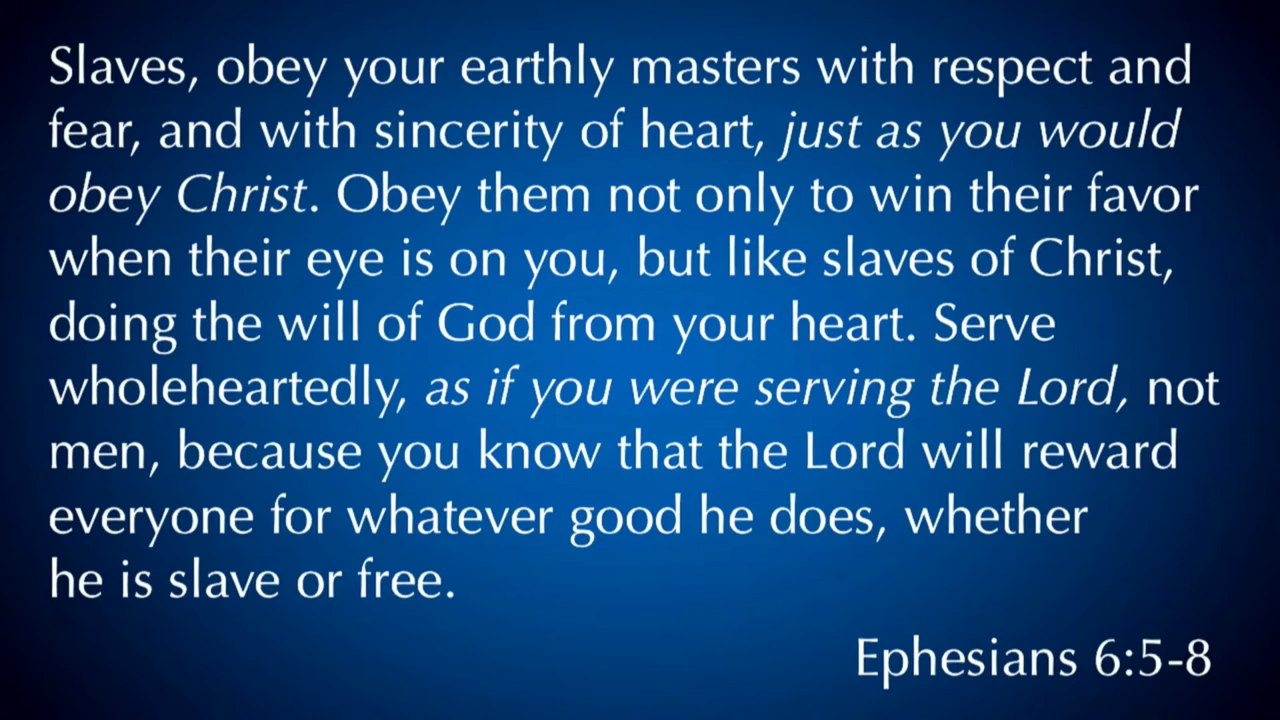 Slaves, obey your earthly masters with respect and
fear, and with sincerity of heart, just as you would
obey Christ. Obey them not only to win their favor
when their eye is on you, but like slaves of Christ,
doing the will of God from your heart. Serve
wholeheartedly, as if you were serving the Lord, not
men, because you know that the Lord will reward
everyone for whatever good he does, whether
he is slave or free.
Ephesians 6:5-8